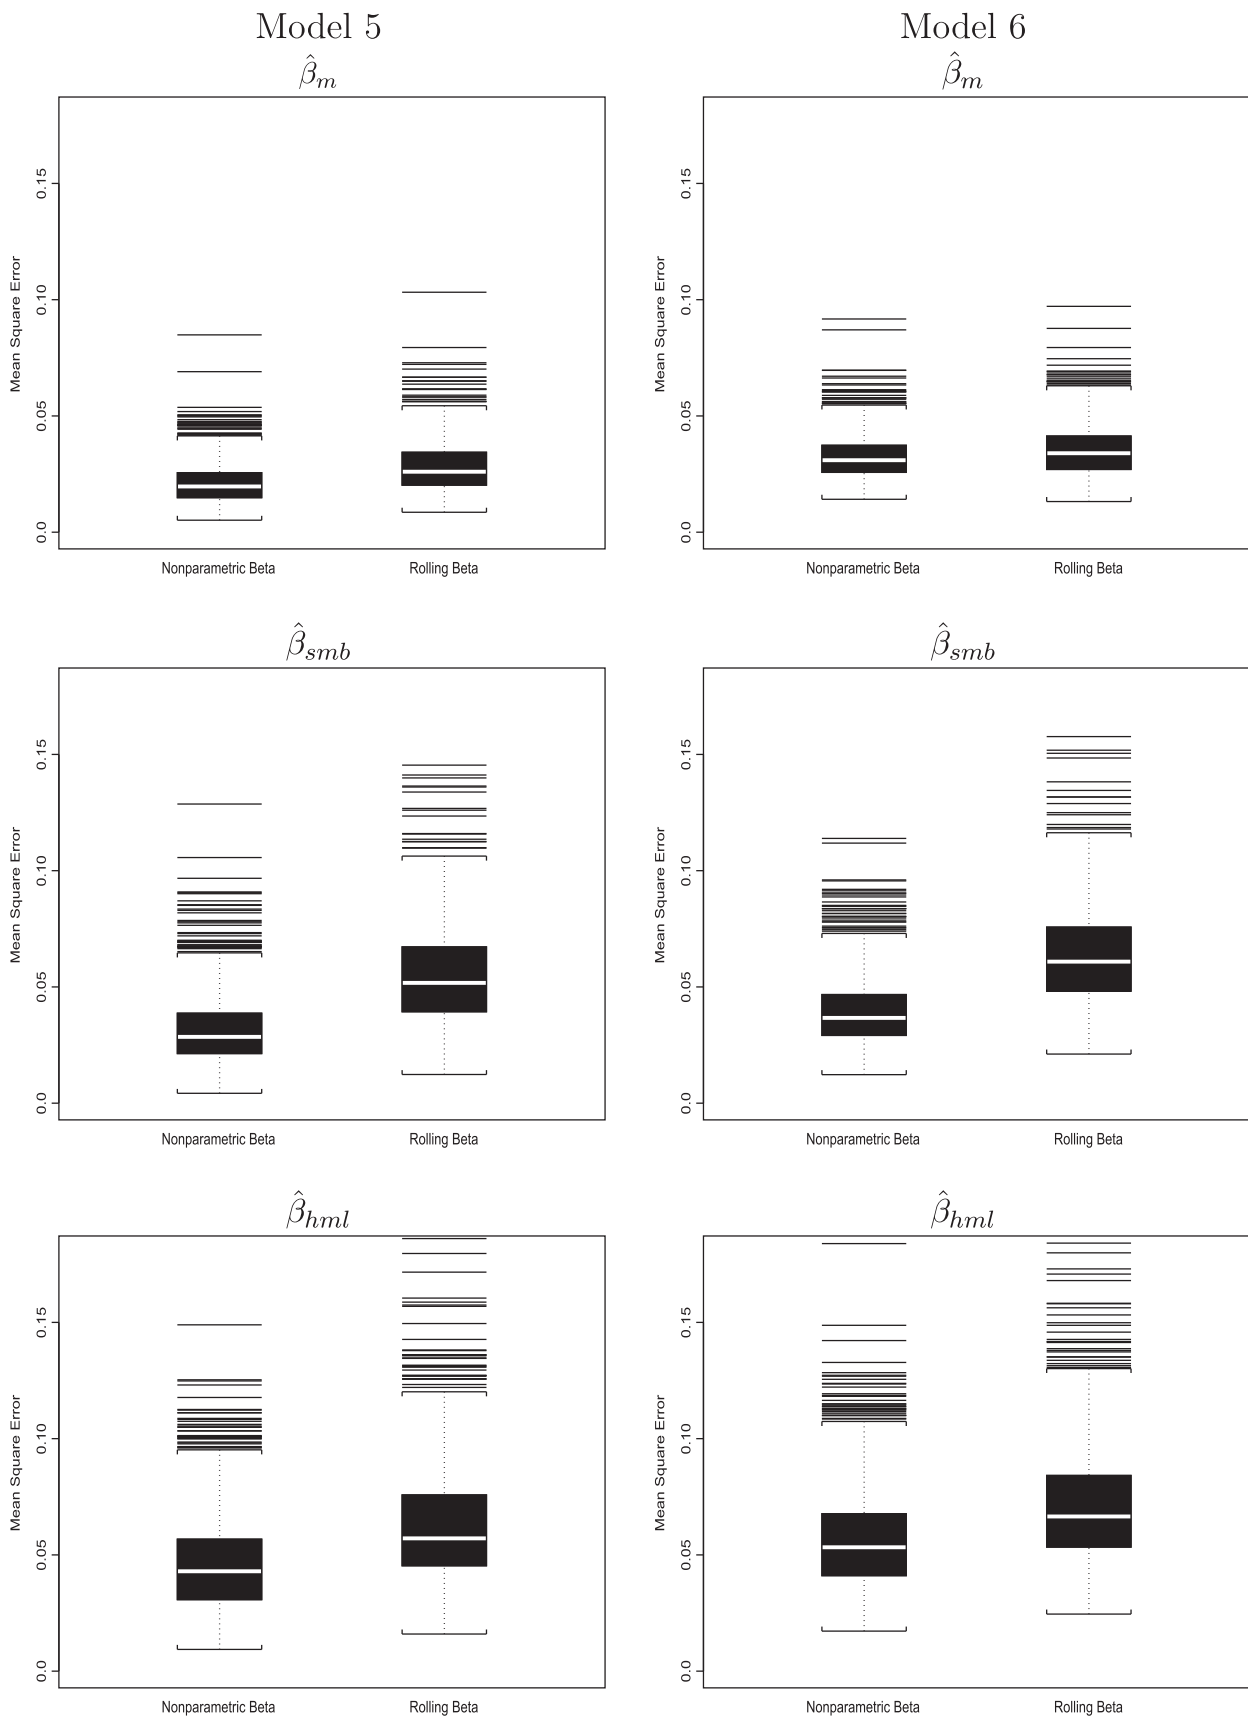 Model 5
Model 6
β̂m
β̂m
Mean Square Error
0.15
0.10
0.05
0.0
Nonparametric Beta
Rolling Beta
Mean Square Error
0.15
0.10
0.05
0.0
Nonparametric Beta
Rolling Beta
β̂smb
β̂smb
Mean Square Error
0.15
0.10
0.05
0.0
Nonparametric Beta
Rolling Beta
Mean Square Error
0.15
0.10
0.05
0.0
Nonparametric Beta
Rolling Beta
β̂hml
β̂hml
Mean Square Error
0.15
0.10
0.05
0.0
Nonparametric Beta
Rolling Beta
Mean Square Error
0.15
0.10
0.05
0.0
Nonparametric Beta
Rolling Beta